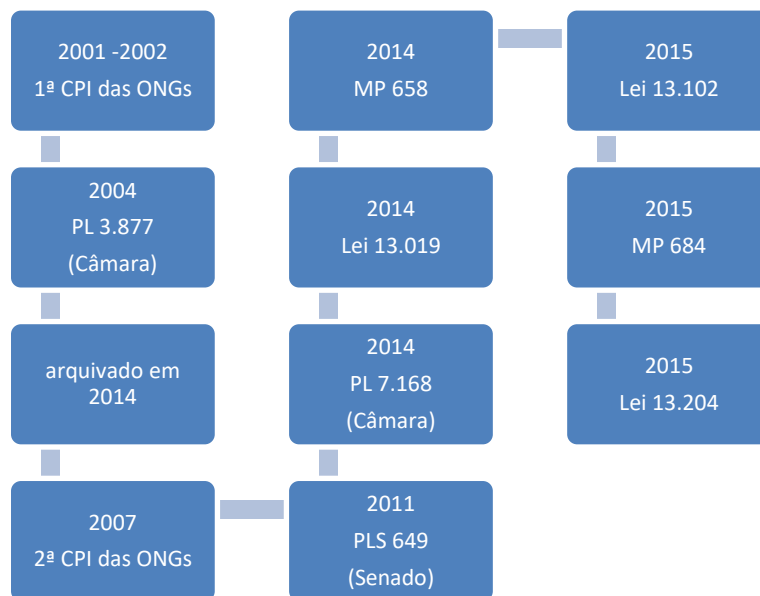 2001 -2002
1ª CPI das ONGs
2004
PL 3.877
(Câmara)
arquivado em
2014
2007
2ª CPI das ONGs
2011
PLS 649
(Senado)
2014
PL 7.168
(Câmara)
2014
Lei 13.019
2014
MP 658
2015
Lei 13.102
2015
MP 684
2015
Lei 13.204